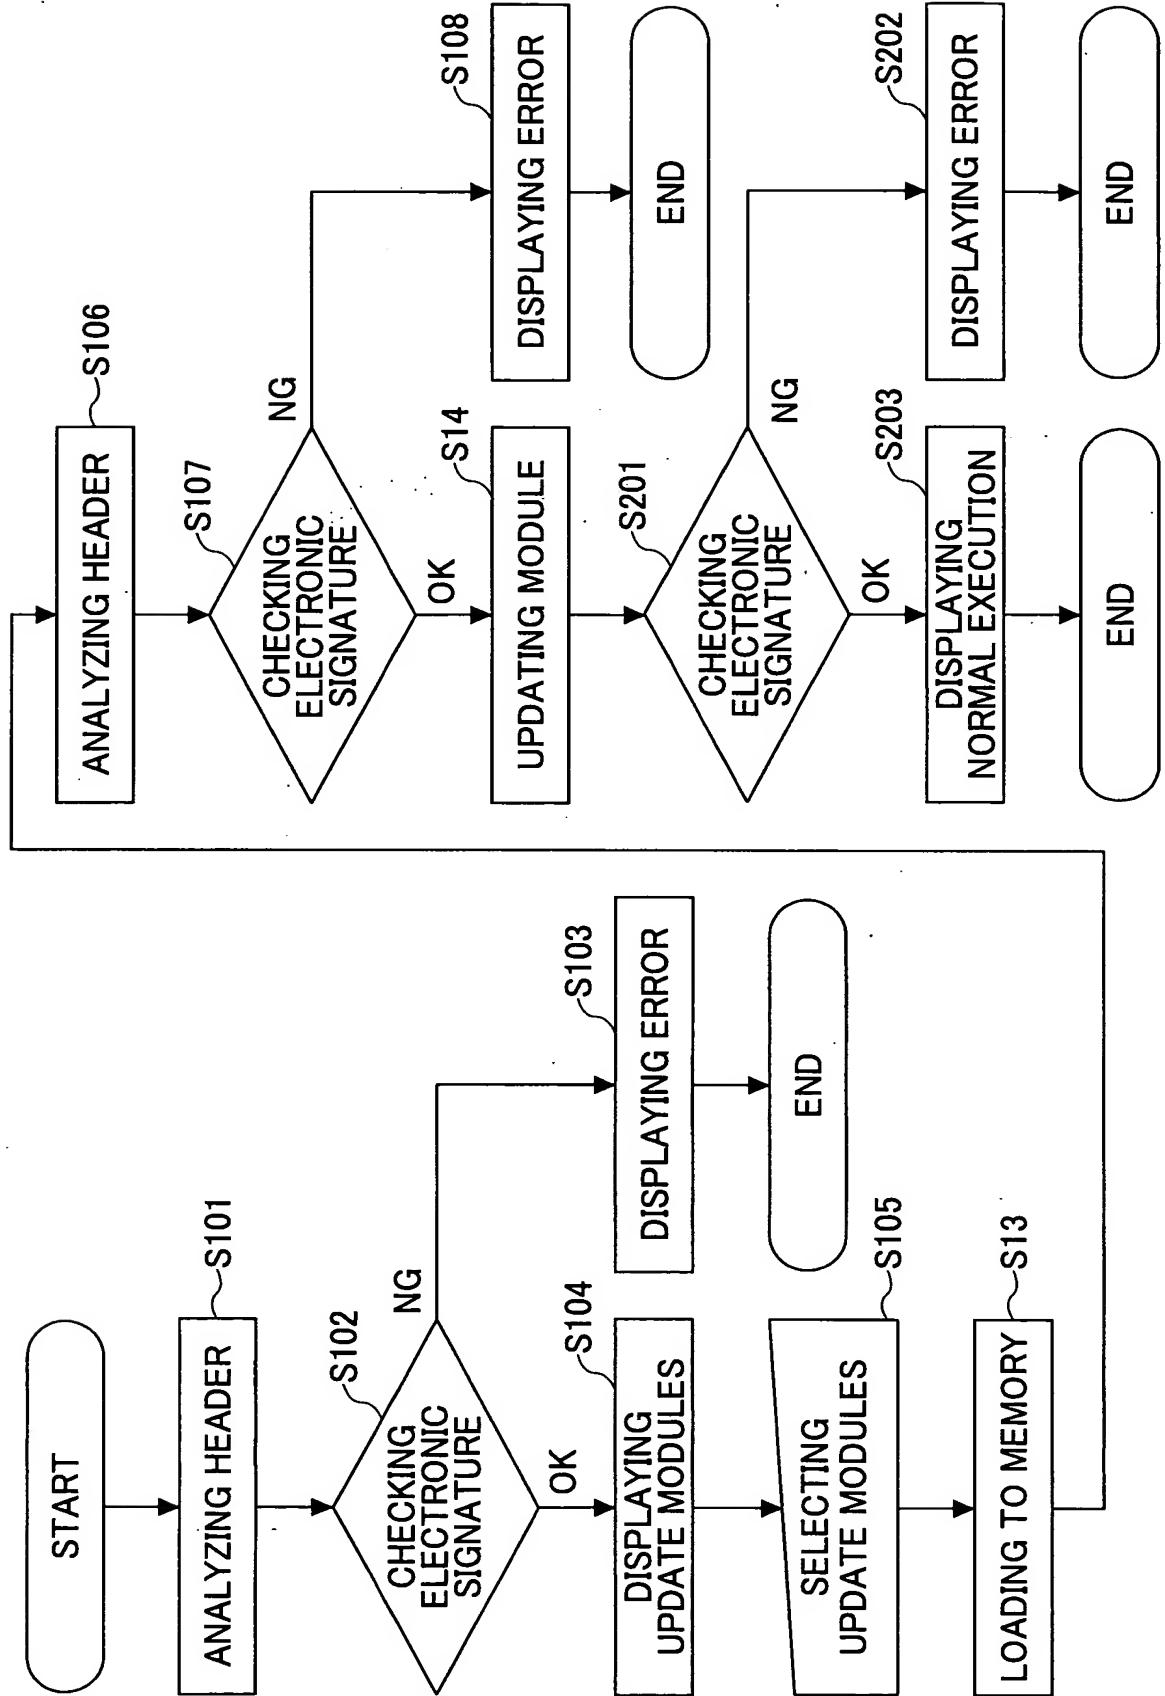 START
S101
ANALYZING HEADER
S102
CHECKING
ELECTRONIC
SIGNATURE
NG
OK
S103
DISPLAYING ERROR
END
S104
DISPLAYING
UPDATE MODULES
S105
SELECTING
UPDATE MODULES
S13
LOADING TO MEMORY
S106
ANALYZING HEADER
S107
CHECKING
ELECTRONIC
SIGNATURE
NG
OK
S108
DISPLAYING ERROR
END
S14
UPDATING MODULE
S201
CHECKING
ELECTRONIC
SIGNATURE
NG
OK
S202
DISPLAYING ERROR
END
S203
DISPLAYING
NORMAL EXECUTION
END